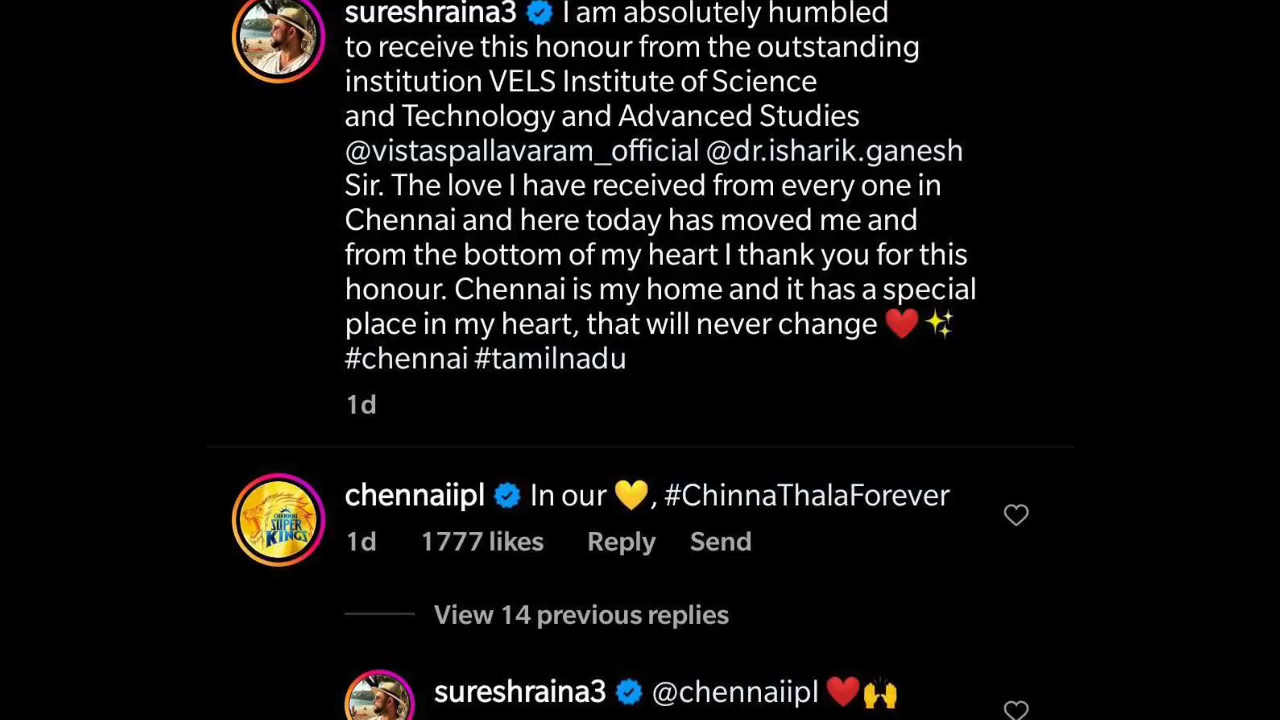 sureshraina3 I am absolutely humbled
to receive this honour from the outstanding
institution VELS Institute of Science
and Technology and Advanced Studies
@vistaspallavaram_official @dr.isharik.ganesh
Sir. The love I have received from every one in
Chennai and here today has moved me and
from the bottom of my heart I thank you for this
honour. Chennai is my home and it has a special
place in my heart, that will never change ❤️✨
#chennai #tamilnadu
1d
CHENNAI
SUPER
KINGS
chennaiipl In our 💛, #ChinnaThalaForever
1d 1777 likes Reply Send
View 14 previous replies
sureshraina3 @chennaiipl ❤️🙌